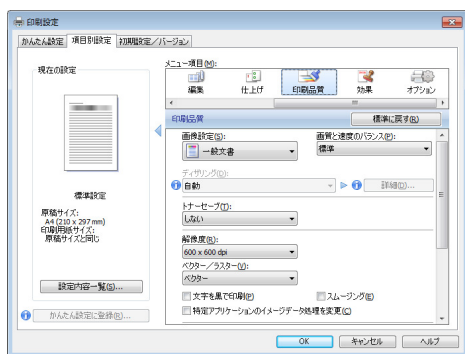 印刷設定
かんたん設定 項目別設定 初期設定／バージョン
現在の設定
メニュー項目(M):
編集 仕上げ 印刷品質 効果 オプション
印刷品質 標準に戻す(R)
画像設定(S): 画質と速度のバランス(P):
一般文書 標準
ディザリング(D):
自動 詳細(O)...
標準設定
トナーセーブ(T):
しない
原稿サイズ:
A4 (210 x 297 mm)
印刷用紙サイズ:
原稿サイズと同じ
解像度(R):
600 x 600 dpi
ベクター／ラスター(V):
ベクター
設定内容一覧(S)...
文字を黒で印刷(P) スムージング(E)
かんたん設定に登録(R)... 特定アプリケーションのイメージデータ処理を変更(C)
OK キャンセル ヘルプ